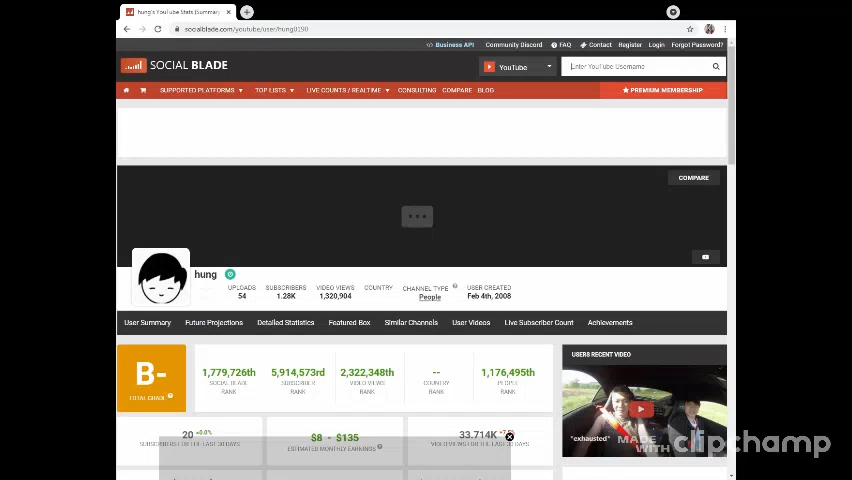 hung's YouTube Stats (Summary
socialblade.com/youtube/user/hung0190
Business API Community Discord FAQ Contact Register Login Forgot Password?
SOCIAL BLADE YouTube Enter YouTube Username
SUPPORTED PLATFORMS TOP LISTS LIVE COUNTS / REALTIME CONSULTING COMPARE BLOG PREMIUM MEMBERSHIP
COMPARE
hung
UPLOADS SUBSCRIBERS VIDEO VIEWS COUNTRY CHANNEL TYPE USER CREATED
54 1.28K 1,320,904 People Feb 4th, 2008
User Summary Future Projections Detailed Statistics Featured Box Similar Channels User Videos Live Subscriber Count Achievements
B-
TOTAL GRADE
1,779,726th 5,914,573rd 2,322,348th -- 1,176,495th
SOCIAL BLADE SUBSCRIBER VIDEO VIEWS COUNTRY PEOPLE
RANK RANK RANK RANK RANK
USERS RECENT VIDEO
*exhausted*
MADE WITH clipchamp
20 +0.0% $8 - $135 33.714K
SUBSCRIBERS FOR THE LAST 30 DAYS ESTIMATED MONTHLY EARNINGS VIDEO VIEWS FOR THE LAST 30 DAYS